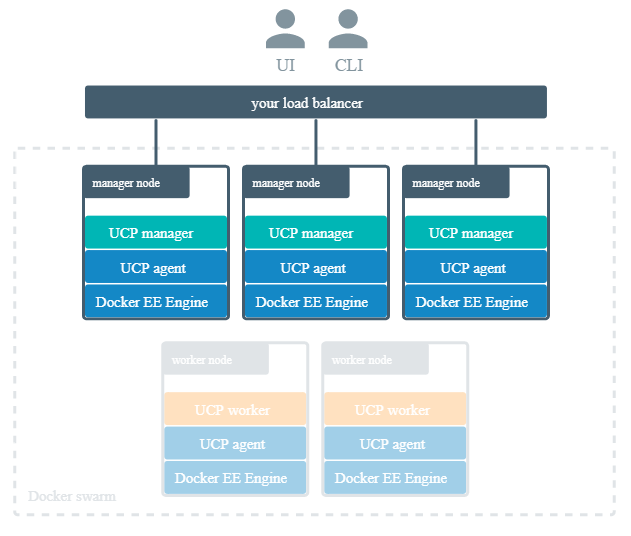 UI CLI
your load balancer
manager node manager node manager node
UCP manager UCP manager UCP manager
UCP agent UCP agent UCP agent
Docker EE Engine Docker EE Engine Docker EE Engine
worker node worker node
UCP worker UCP worker
UCP agent UCP agent
Docker EE Engine Docker EE Engine
Docker swarm